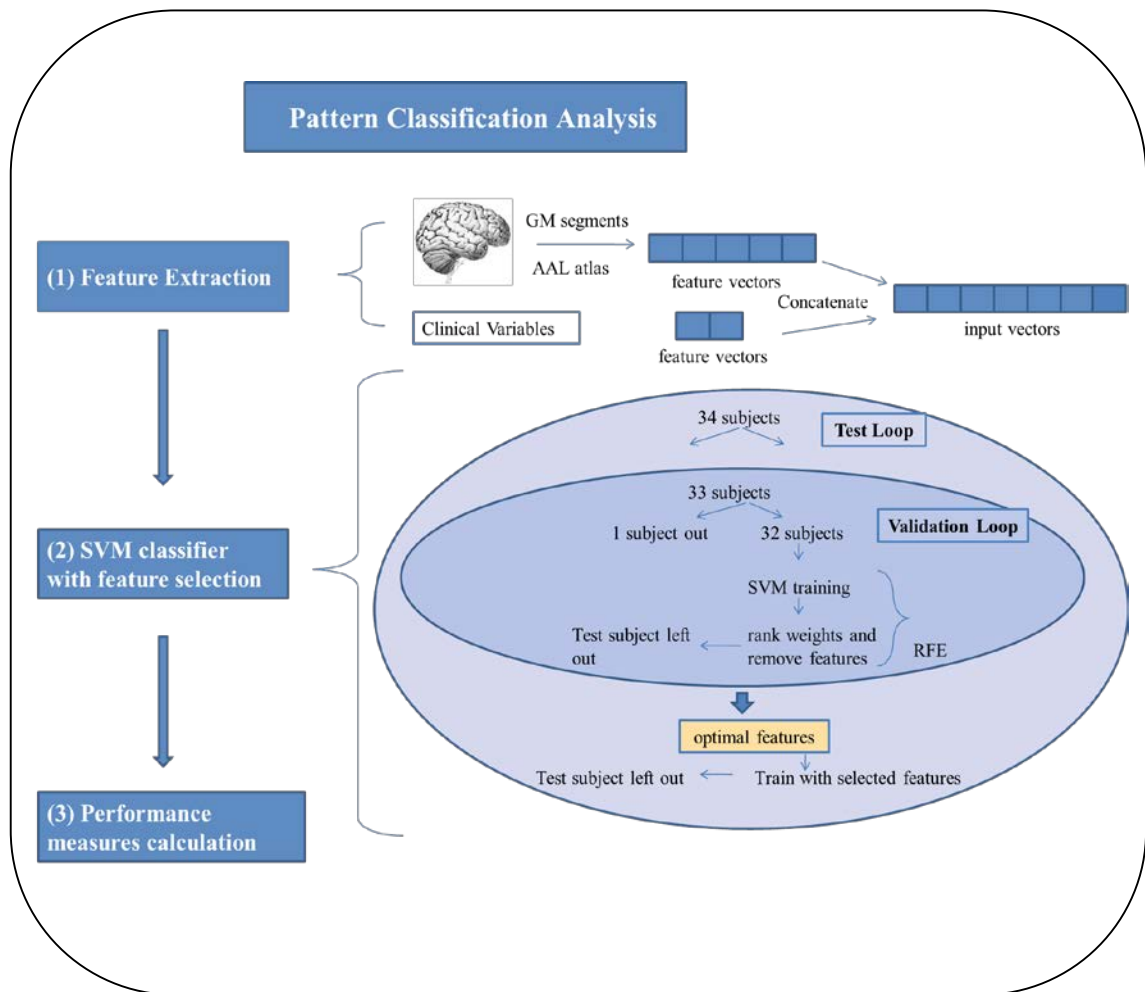 Pattern Classification Analysis
(1) Feature Extraction
GM segments
AAL atlas
feature vectors
Clinical Variables
feature vectors
Concatenate
input vectors
(2) SVM classifier
with feature selection
34 subjects
Test Loop
33 subjects
Validation Loop
1 subject out
32 subjects
SVM training
rank weights and
remove features
RFE
Test subject left
out
optimal features
Test subject left out
Train with selected features
(3) Performance
measures calculation